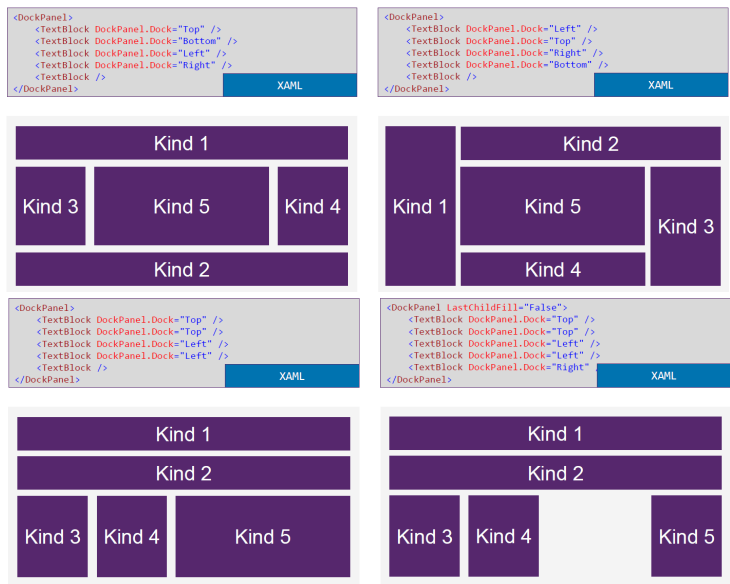 <DockPanel>
<TextBlock DockPanel.Dock="Top" />
<TextBlock DockPanel.Dock="Bottom" />
<TextBlock DockPanel.Dock="Left" />
<TextBlock DockPanel.Dock="Right" />
<TextBlock />
</DockPanel>
XAML
<DockPanel>
<TextBlock DockPanel.Dock="Left" />
<TextBlock DockPanel.Dock="Top" />
<TextBlock DockPanel.Dock="Right" />
<TextBlock DockPanel.Dock="Bottom" />
<TextBlock />
</DockPanel>
XAML
Kind 1
Kind 3 Kind 5 Kind 4
Kind 2
Kind 2
Kind 1 Kind 5 Kind 3
Kind 4
<DockPanel>
<TextBlock DockPanel.Dock="Top" />
<TextBlock DockPanel.Dock="Top" />
<TextBlock DockPanel.Dock="Left" />
<TextBlock DockPanel.Dock="Left" />
<TextBlock />
</DockPanel>
XAML
<DockPanel LastChildFill="False">
<TextBlock DockPanel.Dock="Top" />
<TextBlock DockPanel.Dock="Top" />
<TextBlock DockPanel.Dock="Left" />
<TextBlock DockPanel.Dock="Left" />
<TextBlock DockPanel.Dock="Right"
</DockPanel>
XAML
Kind 1
Kind 2
Kind 3 Kind 4 Kind 5
Kind 1
Kind 2
Kind 3 Kind 4 Kind 5